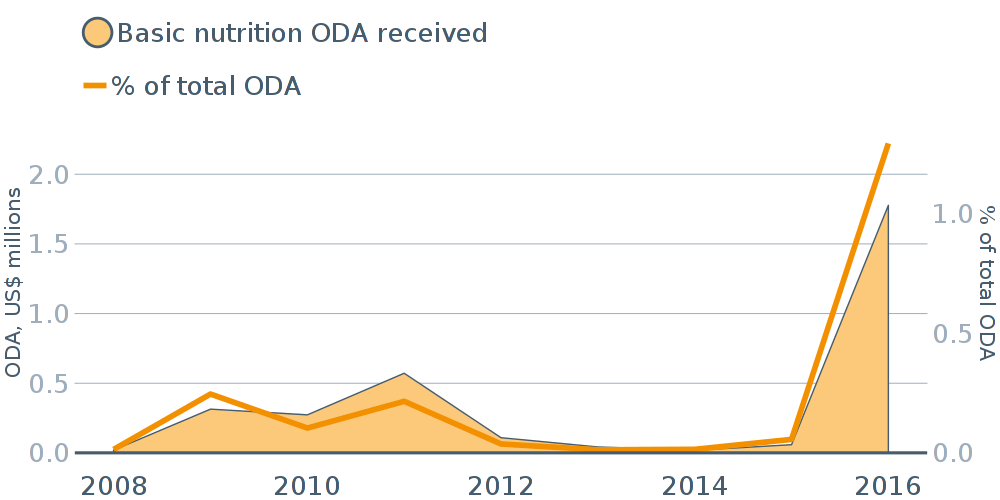 Basic nutrition ODA received
% of total ODA
2.0
1.5
1.0
0.5
0.0
ODA, US$ millions
1.0
0.5
0.0
% of total ODA
2008 2010 2012 2014 2016